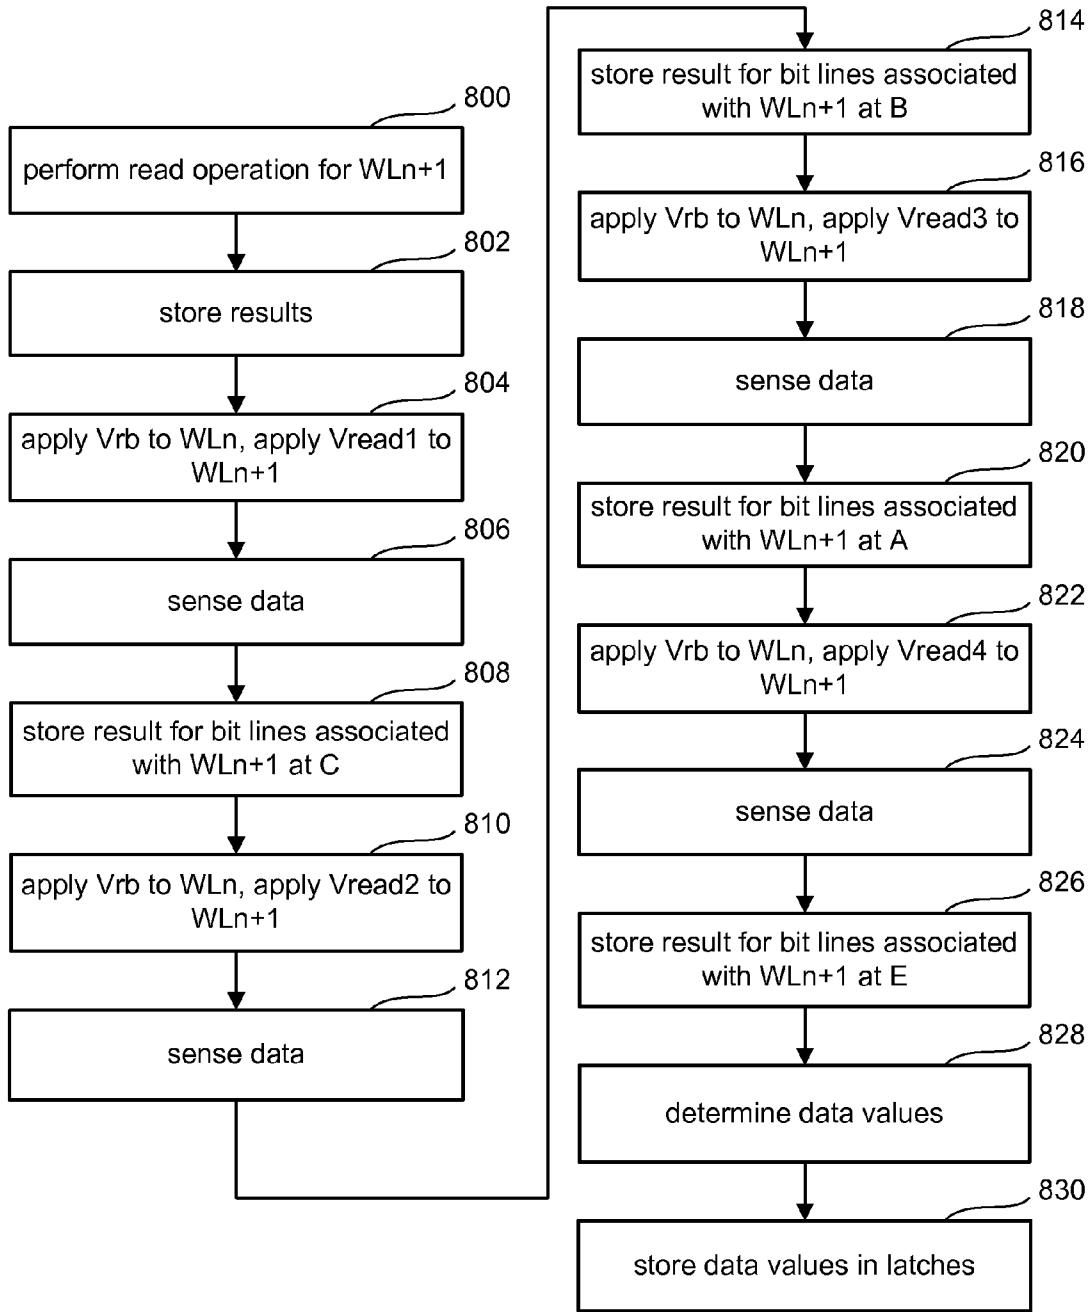 800
perform read operation for WLn+1
802
store results
804
apply Vrb to WLn, apply Vread1 to
WLn+1
806
sense data
808
store result for bit lines associated
with WLn+1 at C
810
apply Vrb to WLn, apply Vread2 to
WLn+1
812
sense data
814
store result for bit lines associated
with WLn+1 at B
816
apply Vrb to WLn, apply Vread3 to
WLn+1
818
sense data
820
store result for bit lines associated
with WLn+1 at A
822
apply Vrb to WLn, apply Vread4 to
WLn+1
824
sense data
826
store result for bit lines associated
with WLn+1 at E
828
determine data values
830
store data values in latches